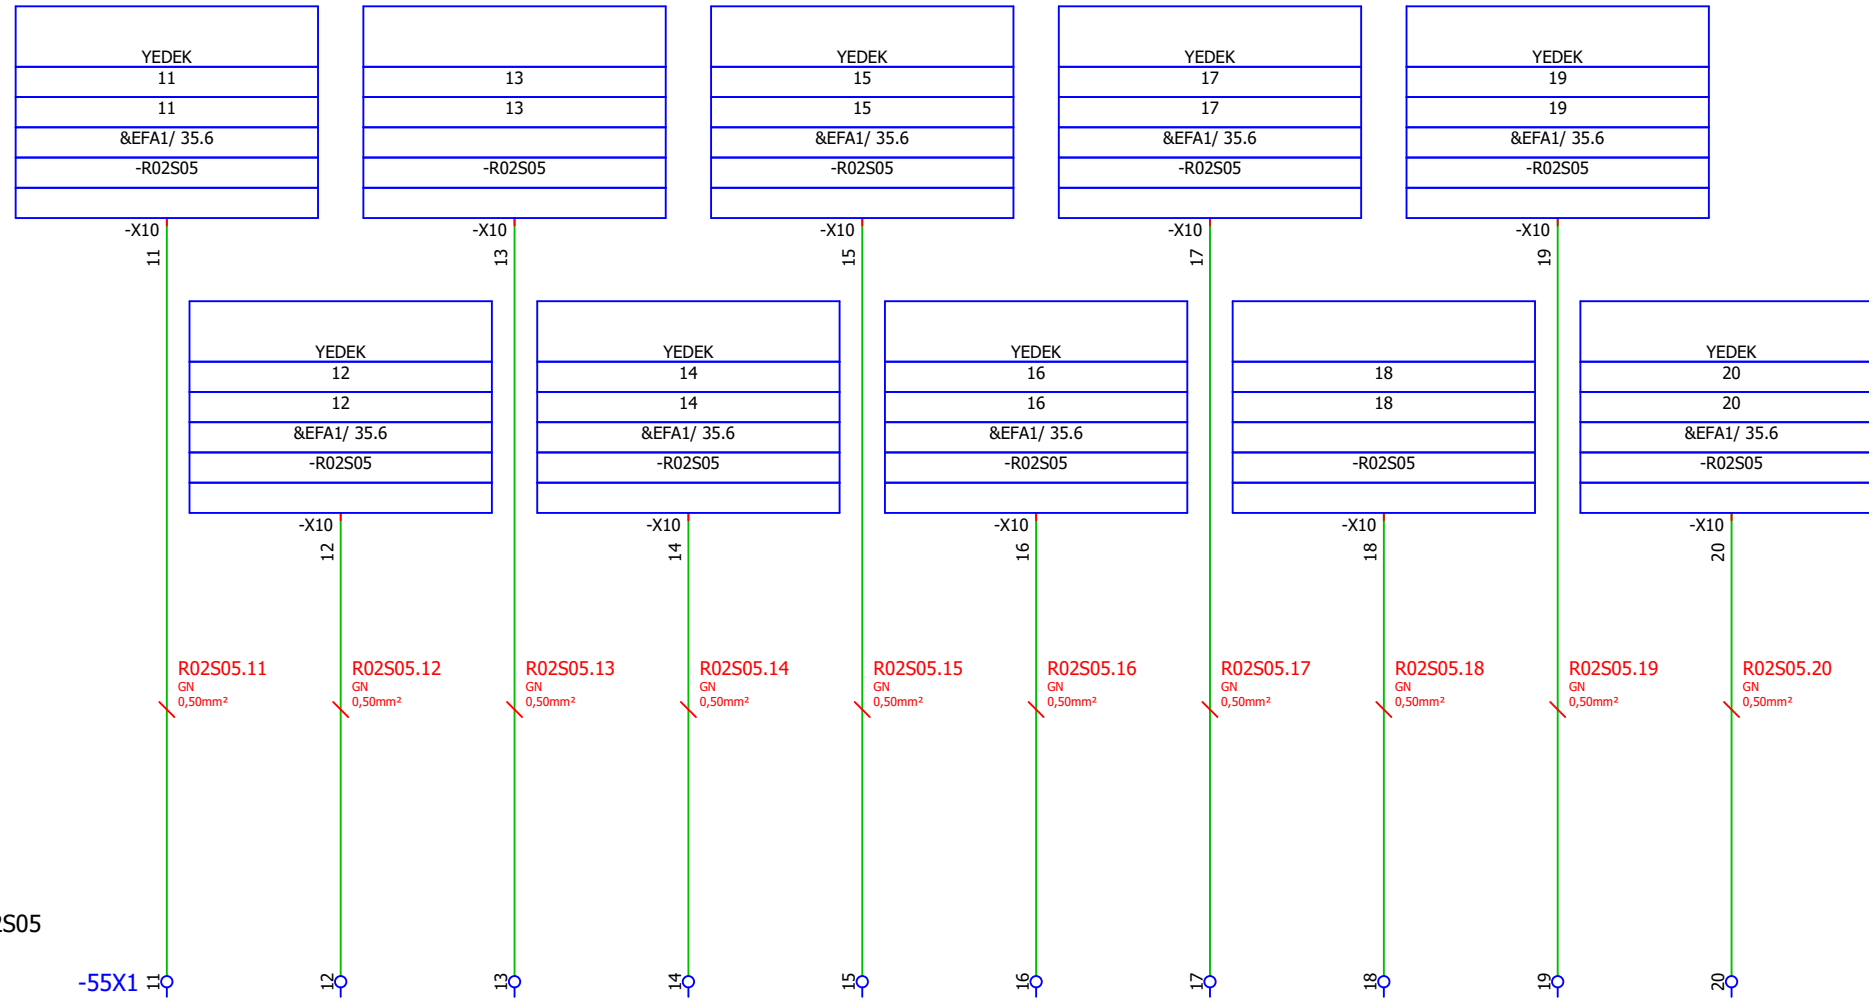 YEDEK
11
11
&EFA1/ 35.6
-R02S05
-X10
11
13
13
-R02S05
-X10
13
YEDEK
15
15
&EFA1/ 35.6
-R02S05
-X10
15
YEDEK
17
17
&EFA1/ 35.6
-R02S05
-X10
17
YEDEK
19
19
&EFA1/ 35.6
-R02S05
-X10
19
YEDEK
12
12
&EFA1/ 35.6
-R02S05
-X10
12
YEDEK
14
14
&EFA1/ 35.6
-R02S05
-X10
14
YEDEK
16
16
&EFA1/ 35.6
-R02S05
-X10
16
18
18
-R02S05
-X10
18
YEDEK
20
20
&EFA1/ 35.6
-R02S05
-X10
20
R02S05.11
GN
0,50mm²
R02S05.12
GN
0,50mm²
R02S05.13
GN
0,50mm²
R02S05.14
GN
0,50mm²
R02S05.15
GN
0,50mm²
R02S05.16
GN
0,50mm²
R02S05.17
GN
0,50mm²
R02S05.18
GN
0,50mm²
R02S05.19
GN
0,50mm²
R02S05.20
GN
0,50mm²
S05
-55X1
11
12
13
14
15
16
17
18
19
20